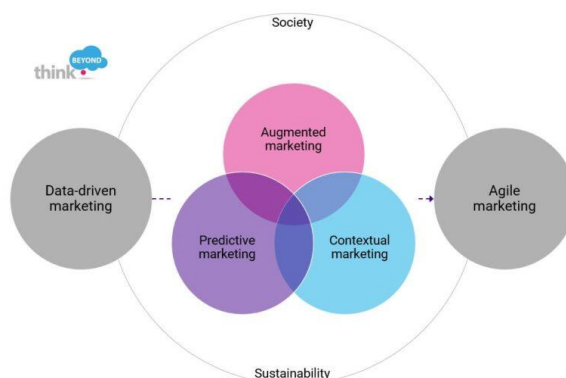 Society
BEYOND
think
Augmented
marketing
Data-driven
marketing
Agile
marketing
Predictive
marketing
Contextual
marketing
Sustainability